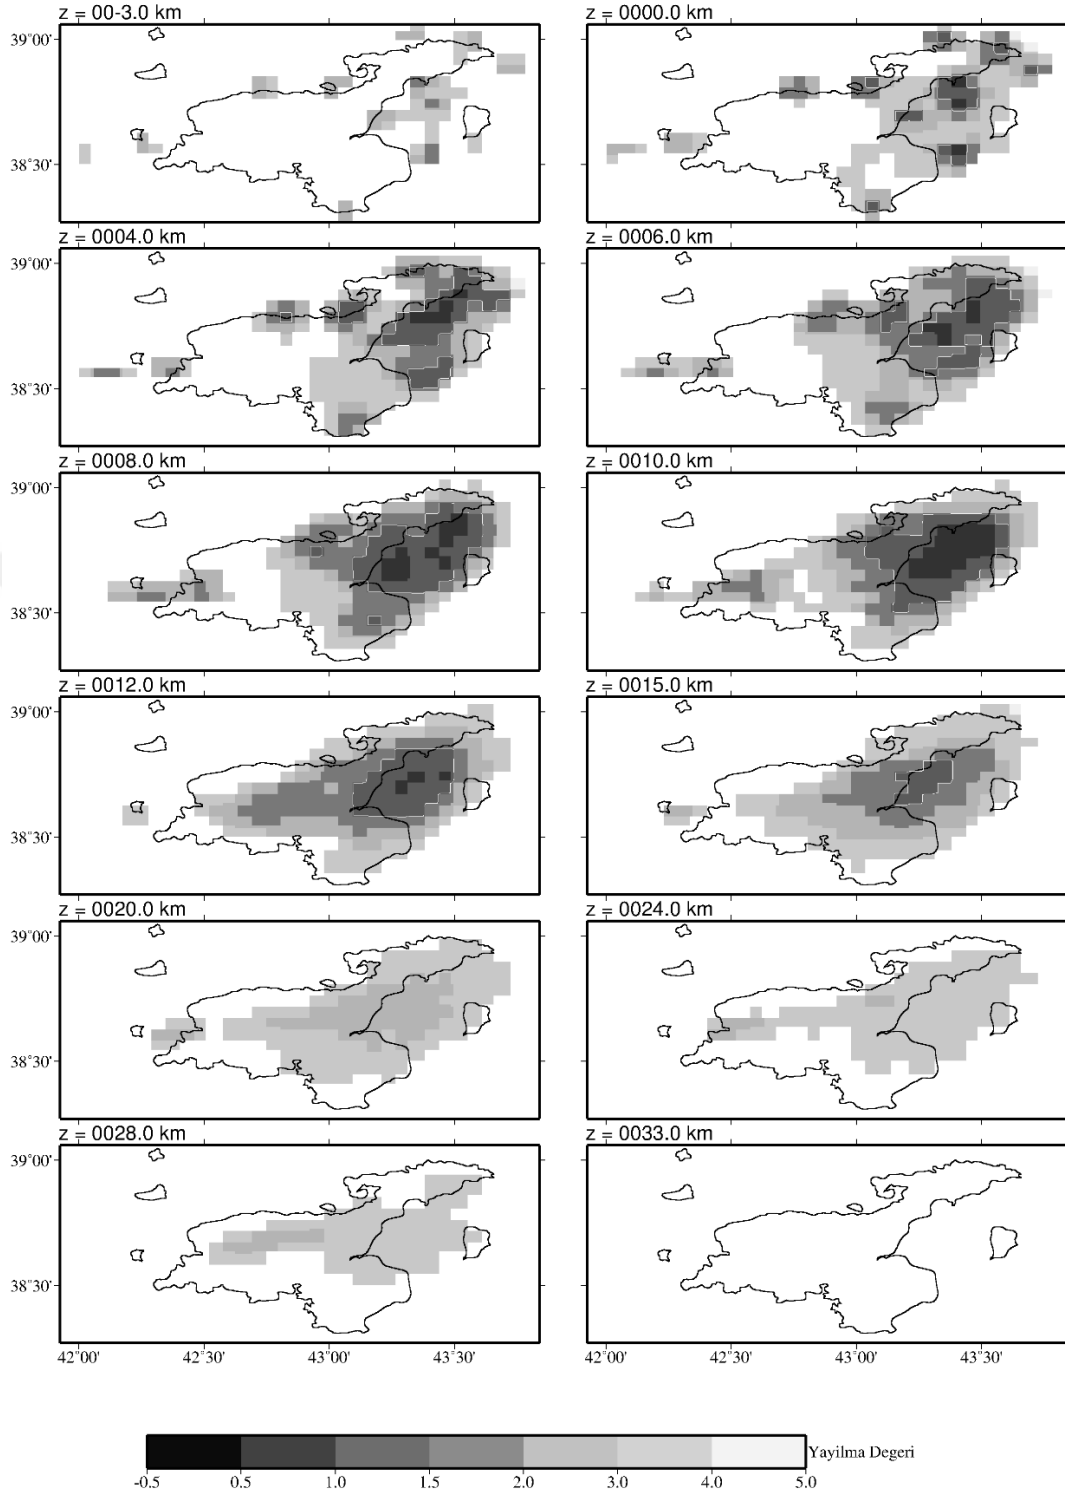 z = 00-3.0 km
z = 0000.0 km
39°00'
38°30'
z = 0004.0 km
z = 0006.0 km
39°00'
38°30'
z = 0008.0 km
z = 0010.0 km
39°00'
38°30'
z = 0012.0 km
z = 0015.0 km
39°00'
38°30'
z = 0020.0 km
z = 0024.0 km
39°00'
38°30'
z = 0028.0 km
z = 0033.0 km
39°00'
38°30'
42°00' 42°30' 43°00' 43°30' 42°00' 42°30' 43°00' 43°30'
Yayilma Degeri
-0.5 0.5 1.0 1.5 2.0 3.0 4.0 5.0